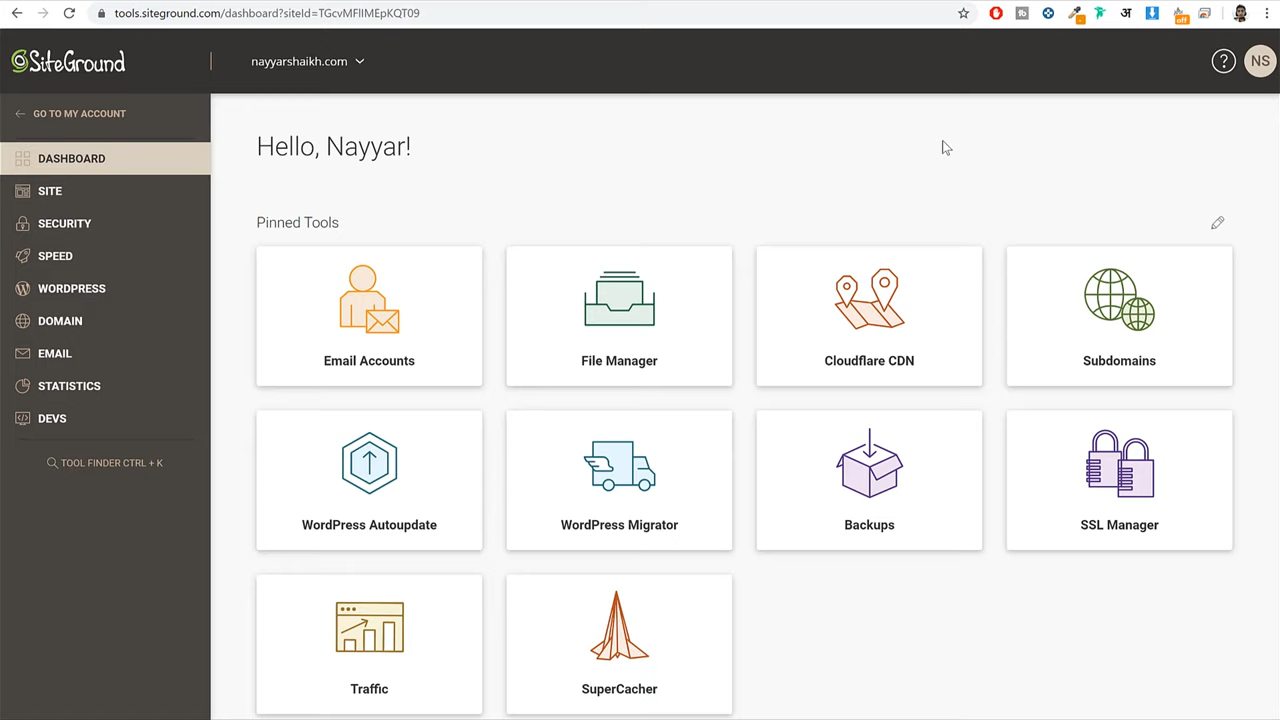 tools.siteground.com/dashboard?siteId=TGcvMFlIMEpKQT09
off
अ
SiteGround
nayyarshaikh.com
?
NS
GO TO MY ACCOUNT
DASHBOARD
SITE
SECURITY
SPEED
WORDPRESS
DOMAIN
EMAIL
STATISTICS
DEVS
TOOL FINDER CTRL + K
Hello, Nayyar!
Pinned Tools
Email Accounts
File Manager
Cloudflare CDN
Subdomains
WordPress Autoupdate
WordPress Migrator
Backups
SSL Manager
Traffic
SuperCacher